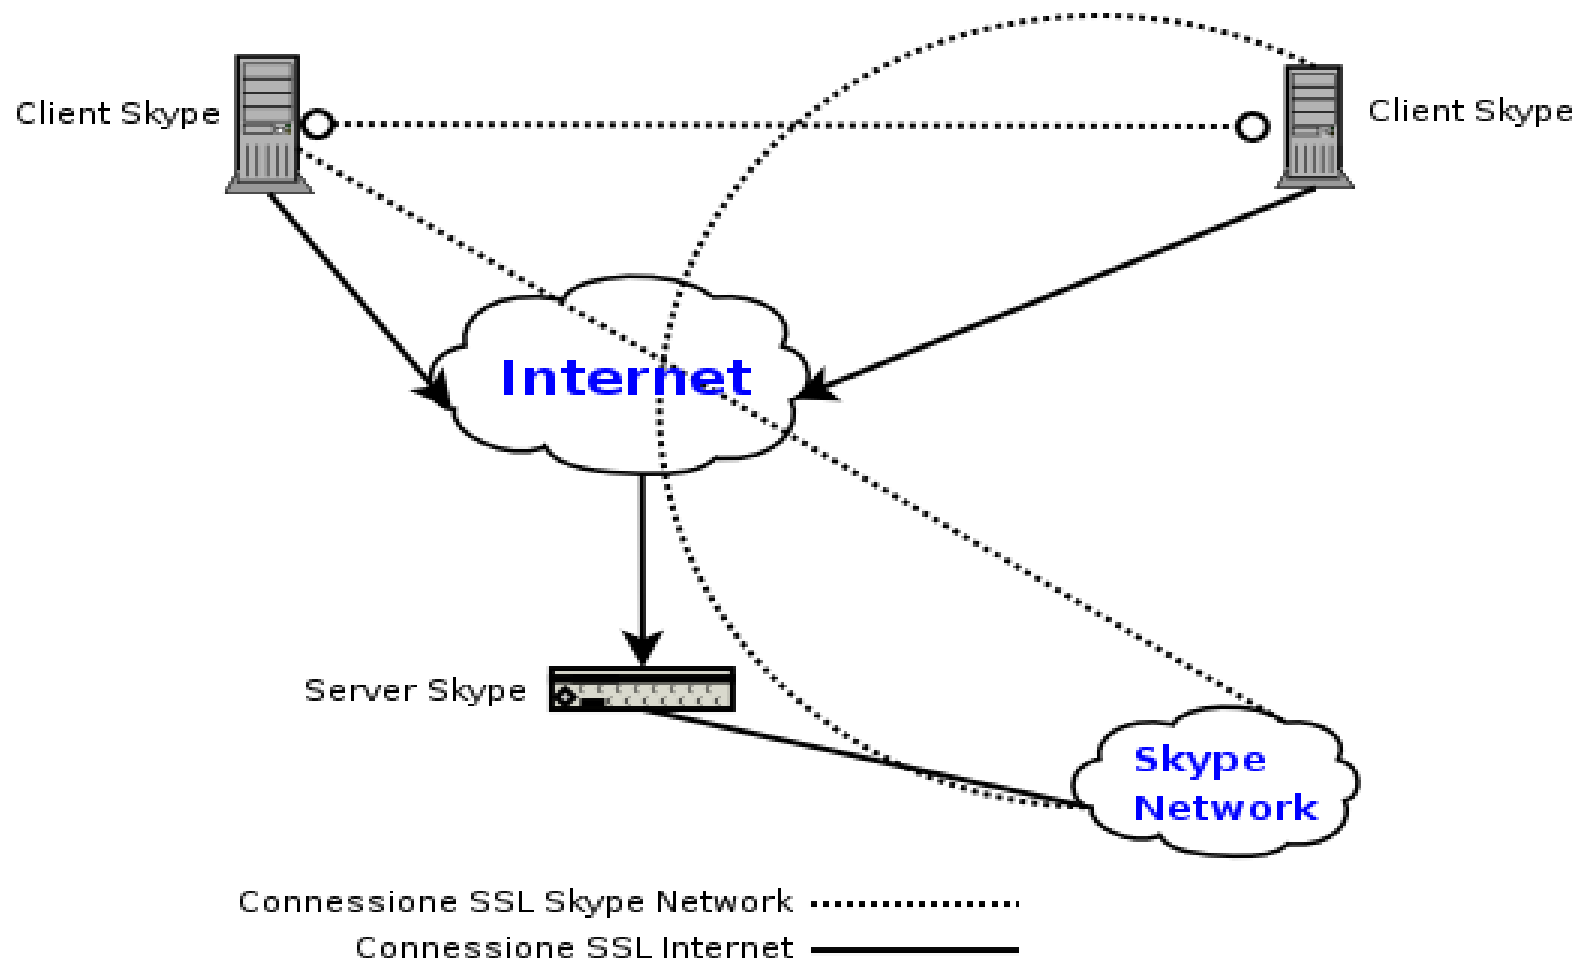 Client Skype
Client Skype
Internet
Server Skype
Skype
Network
Connessione SSL Skype Network
Connessione SSL Internet